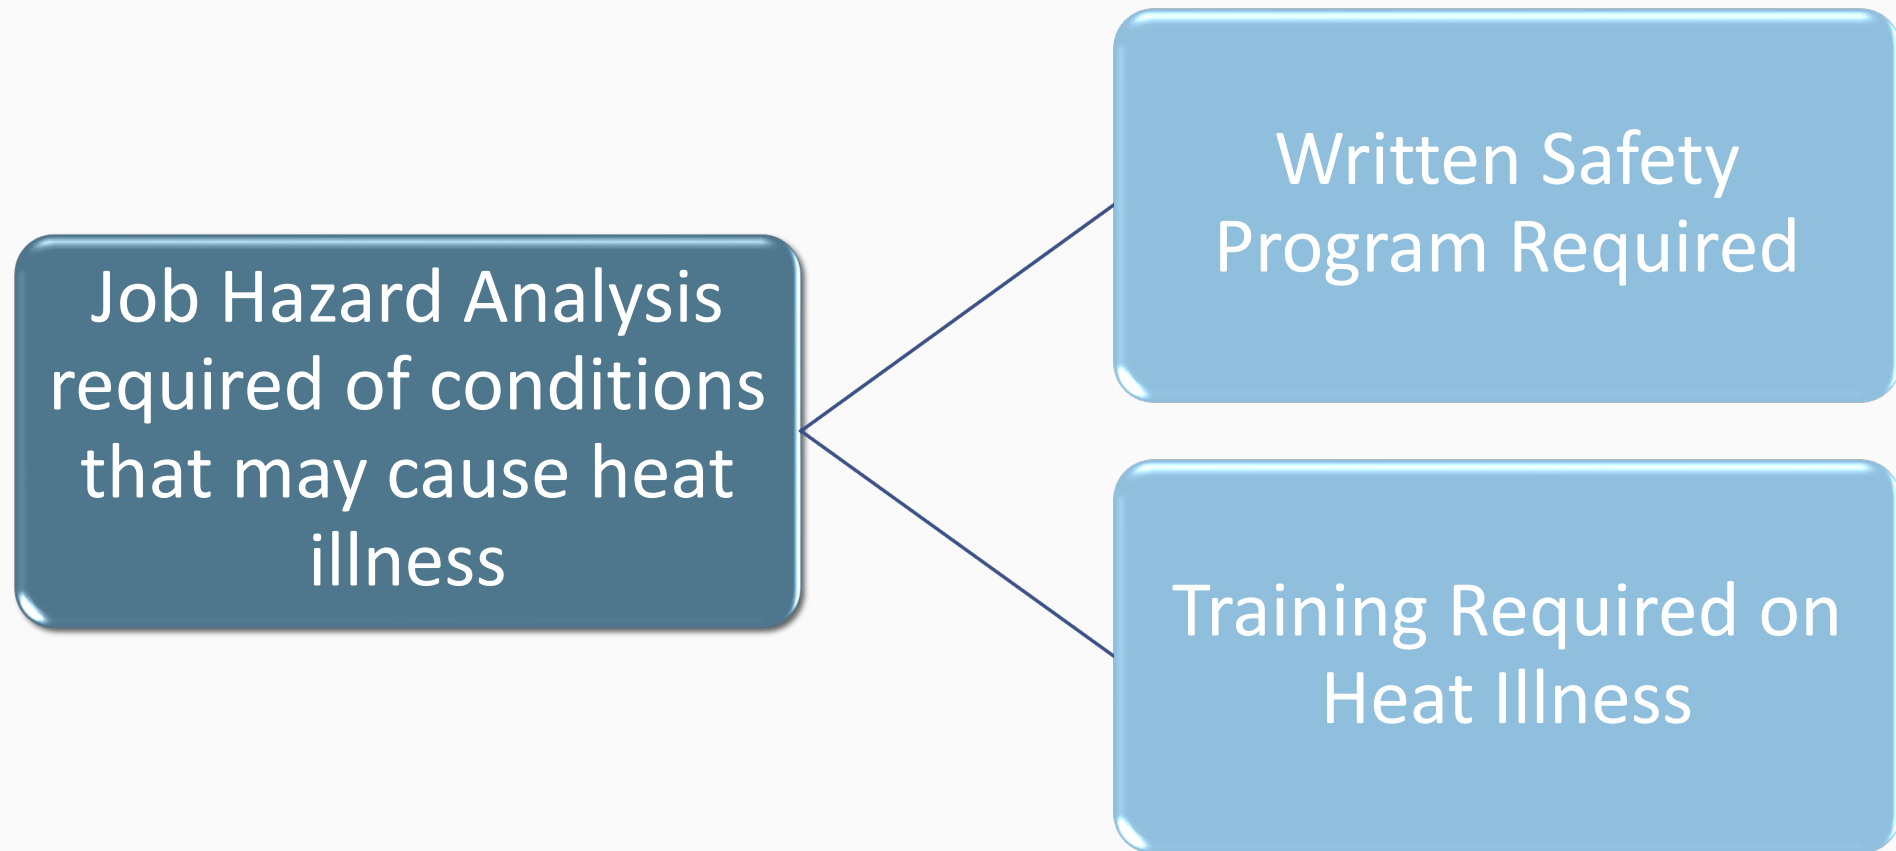 Job Hazard Analysis
required of conditions
that may cause heat
illness
Written Safety
Program Required
Training Required on
Heat Illness